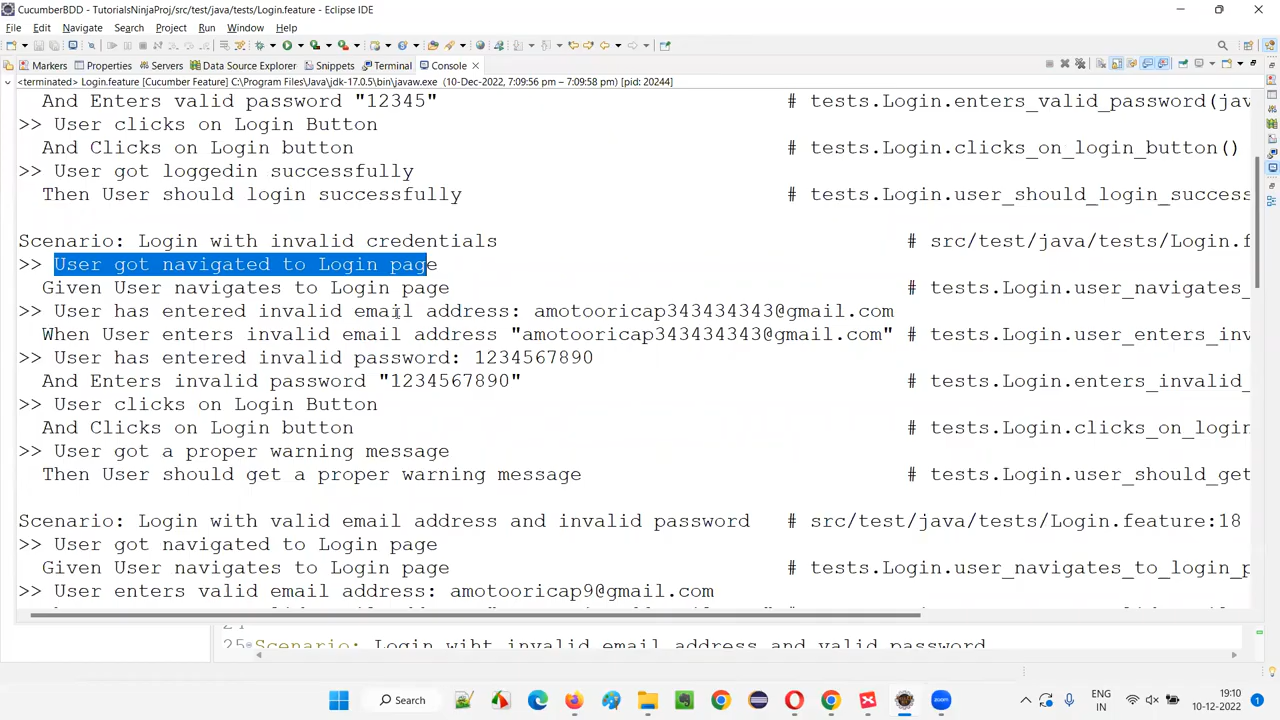 CucumberBDD - TutorialsNinjaProj/src/test/java/tests/Login.feature - Eclipse IDE
File Edit Navigate Search Project Run Window Help
Markers Properties Servers Data Source Explorer Snippets Terminal Console
<terminated> Login.feature [Cucumber Feature] C:\Program Files\Java\jdk-17.0.5\bin\javaw.exe (10-Dec-2022, 7:09:56 pm – 7:09:58 pm) [pid: 20244]
And Enters valid password "12345" # tests.Login.enters_valid_password(jav
>> User clicks on Login Button
And Clicks on Login button # tests.Login.clicks_on_login_button()
>> User got loggedin successfully
Then User should login successfully # tests.Login.user_should_login_success
Scenario: Login with invalid credentials # src/test/java/tests/Login.f
>> User got navigated to Login page
Given User navigates to Login page # tests.Login.user_navigates_
>> User has entered invalid email address: amotooricap343434343@gmail.com
When User enters invalid email address "amotooricap343434343@gmail.com" # tests.Login.user_enters_inv
>> User has entered invalid password: 1234567890
And Enters invalid password "1234567890" # tests.Login.enters_invalid_
>> User clicks on Login Button
And Clicks on Login button # tests.Login.clicks_on_login
>> User got a proper warning message
Then User should get a proper warning message # tests.Login.user_should_get
Scenario: Login with valid email address and invalid password # src/test/java/tests/Login.feature:18
>> User got navigated to Login page
Given User navigates to Login page # tests.Login.user_navigates_to_login_p
>> User enters valid email address: amotooricap9@gmail.com
25 Scenario: Login wiht invalid email address and valid password
Search
ENG
IN
19:10
10-12-2022
1
zoom